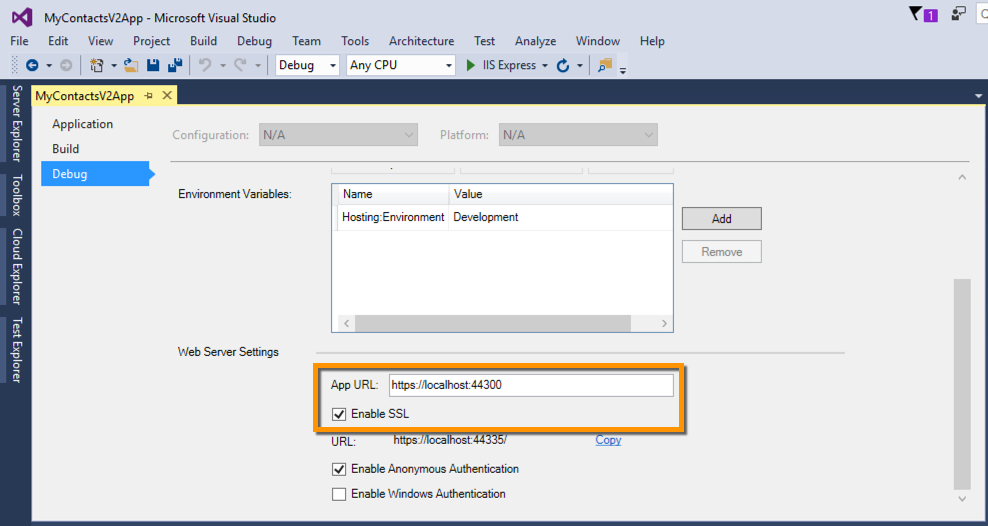 MyContactsV2App - Microsoft Visual Studio
1
File Edit View Project Build Debug Team Tools Architecture Test Analyze Window Help
Debug Any CPU IIS Express
MyContactsV2App
Server Explorer
Toolbox
Cloud Explorer
Test Explorer
Application
Build
Debug
Configuration: N/A Platform: N/A
Environment Variables:
Name Value
Hosting:Environment Development
Add
Remove
Web Server Settings
App URL: https://localhost:44300
Enable SSL
URL: https://localhost:44335/ Copy
Enable Anonymous Authentication
Enable Windows Authentication